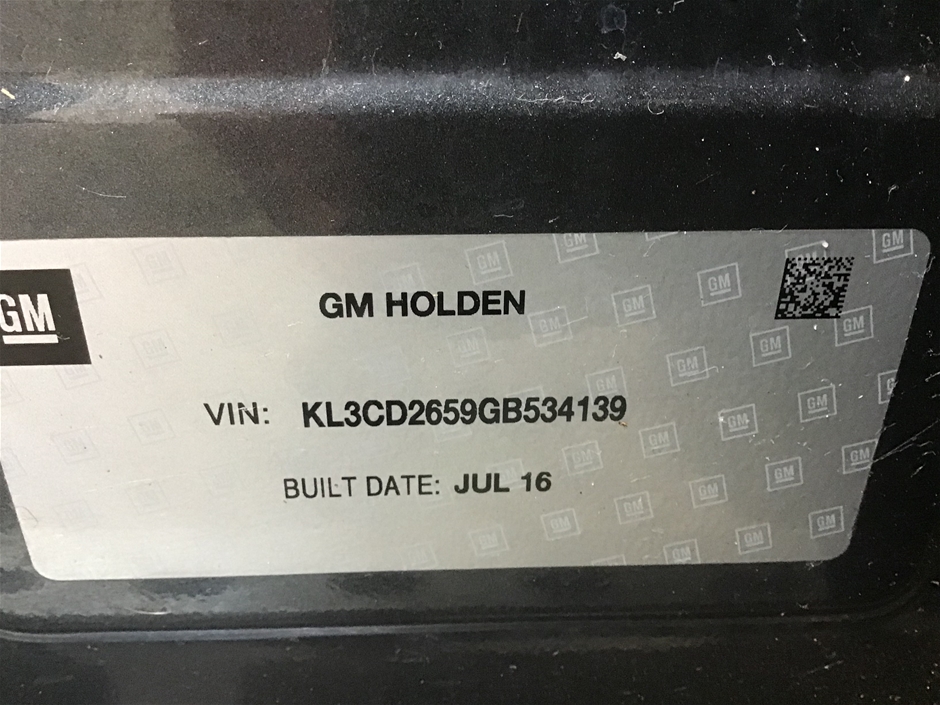 GM
GM HOLDEN
VIN: KL3CD2659GB534139
BUILT DATE: JUL 16